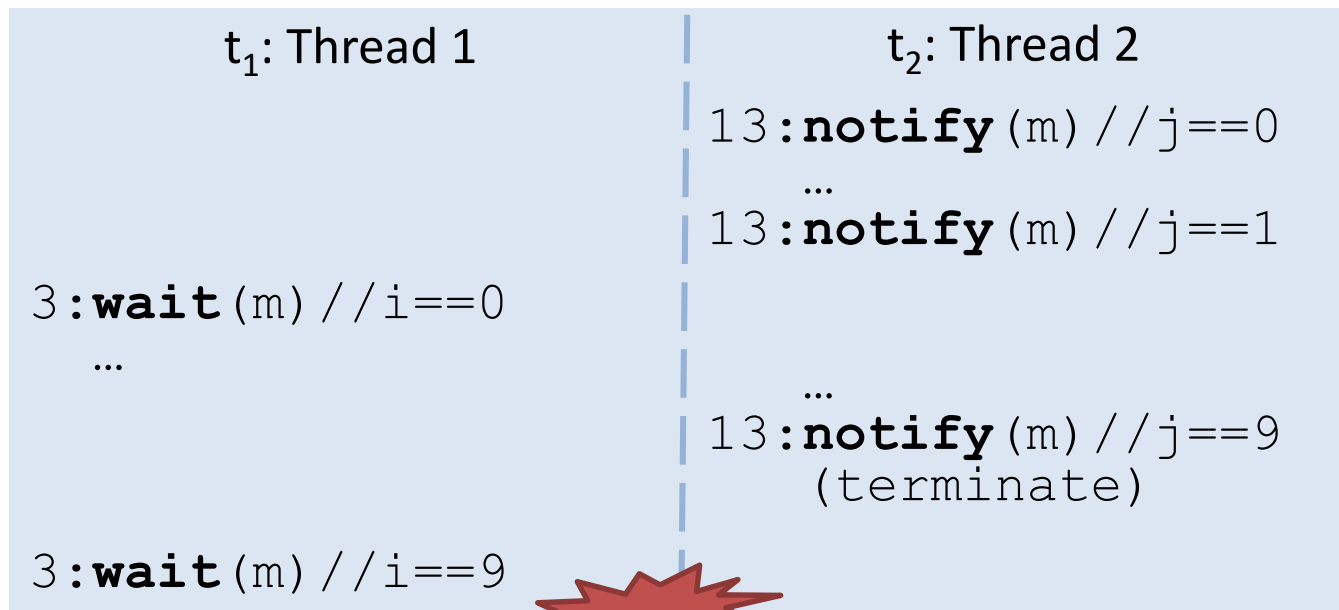 t₁: Thread 1
t₂: Thread 2
13:notify(m)//j==0
…
13:notify(m)//j==1
3:wait(m)//i==0
…
…
13:notify(m)//j==9
(terminate)
3:wait(m)//i==9